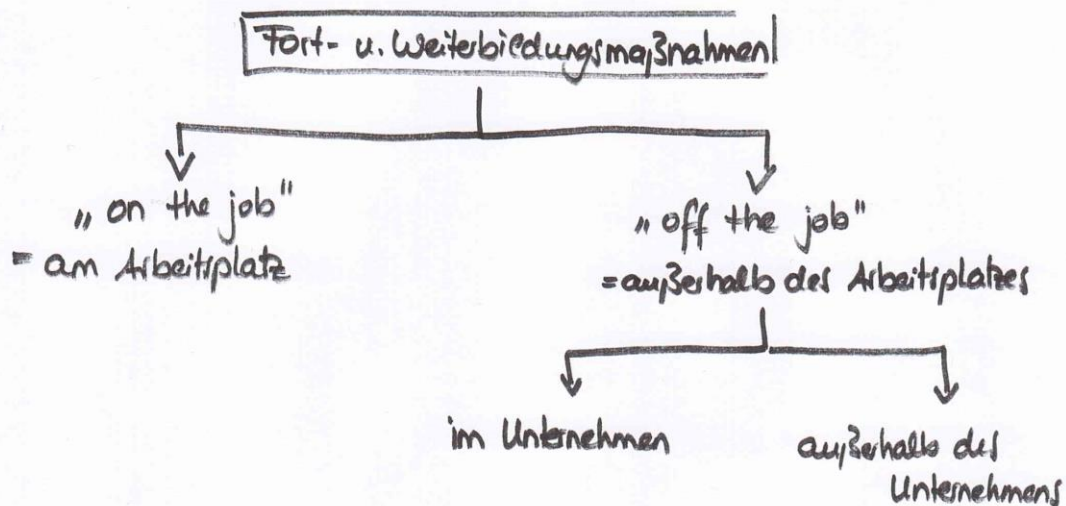 Fort- u. Weiterbildungsmaßnahmen
„on the job"
= am Arbeitsplatz
„off the job"
= außerhalb des Arbeitsplatzes
im Unternehmen
außerhalb des
Unternehmens